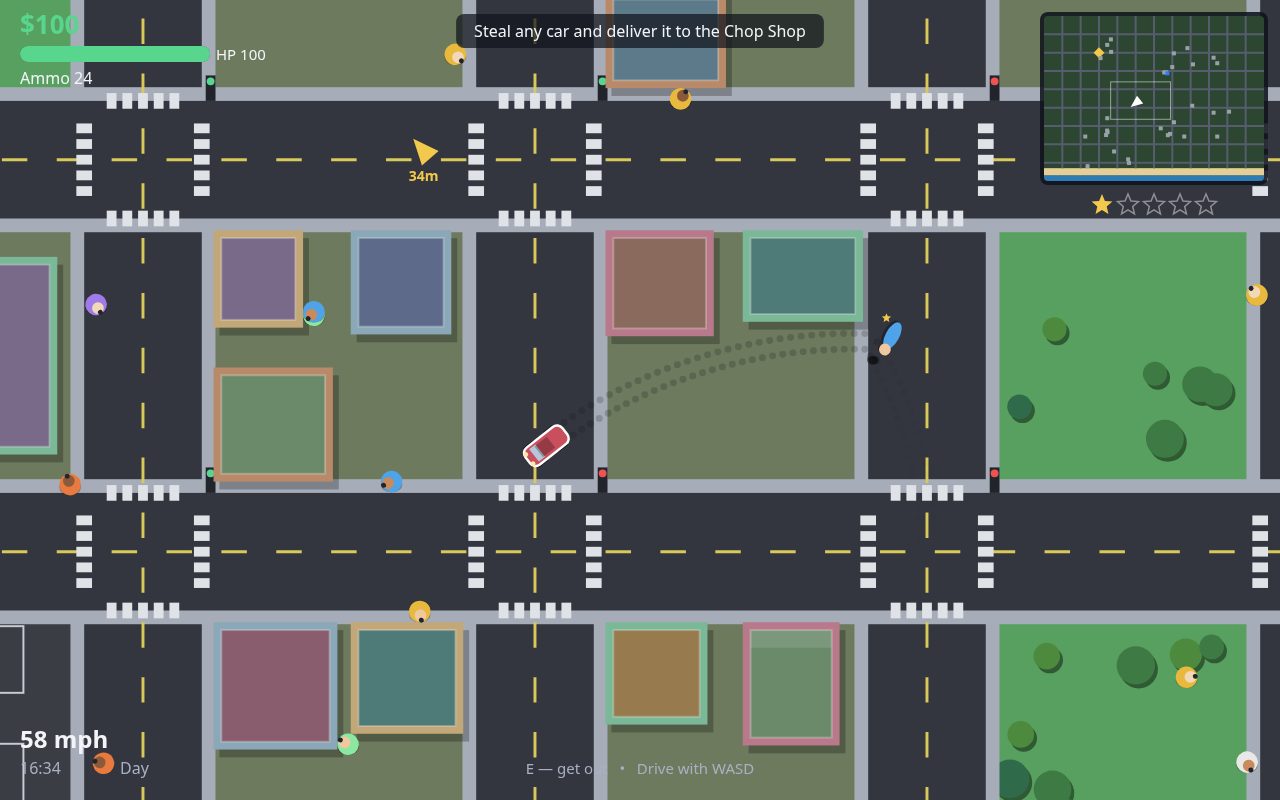 $100
HP 100
Ammo 24
Steal any car and deliver it to the Chop Shop
34m
58 mph
16:34
Day
E — get out • Drive with WASD